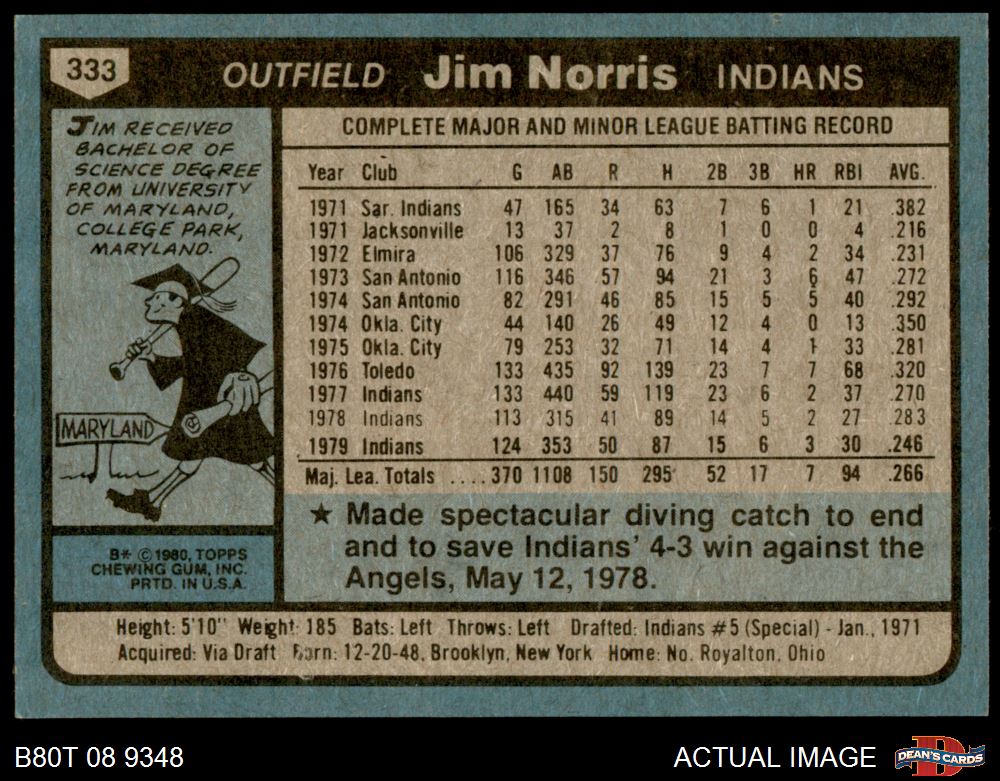 333
OUTFIELD Jim Norris INDIANS
JIM RECEIVED
BACHELOR OF
SCIENCE DEGREE
FROM UNIVERSITY
OF MARYLAND,
COLLEGE PARK,
MARYLAND.
MARYLAND
B* © 1980, TOPPS
CHEWING GUM, INC.
PRTD. IN U.S.A.
COMPLETE MAJOR AND MINOR LEAGUE BATTING RECORD
Year Club G AB R H 2B 3B HR RBI AVG.
1971 Sar. Indians 47 165 34 63 7 6 1 21 .382
1971 Jacksonville 13 37 2 8 1 0 0 4 .216
1972 Elmira 106 329 37 76 9 4 2 34 .231
1973 San Antonio 116 346 57 94 21 3 6 47 .272
1974 San Antonio 82 291 46 85 15 5 5 40 .292
1974 Okla. City 44 140 26 49 12 4 0 13 .350
1975 Okla. City 79 253 32 71 14 4 1 33 .281
1976 Toledo 133 435 92 139 23 7 7 68 .320
1977 Indians 133 440 59 119 23 6 2 37 .270
1978 Indians 113 315 41 89 14 5 2 27 .283
1979 Indians 124 353 50 87 15 6 3 30 .246
Maj. Lea. Totals ....370 1108 150 295 52 17 7 94 .266
★ Made spectacular diving catch to end
and to save Indians' 4-3 win against the
Angels, May 12, 1978.
Height: 5'10" Weight: 185 Bats: Left Throws: Left Drafted: Indians #5 (Special) - Jan., 1971
Acquired: Via Draft Born: 12-20-48, Brooklyn, New York Home: No. Royalton, Ohio
B80T 08 9348
ACTUAL IMAGE
DEAN'S CARDS